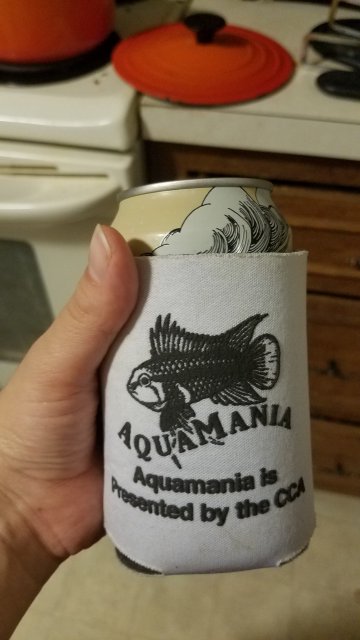 AQUAMANIA
Aquamania is
Presented by the CCA